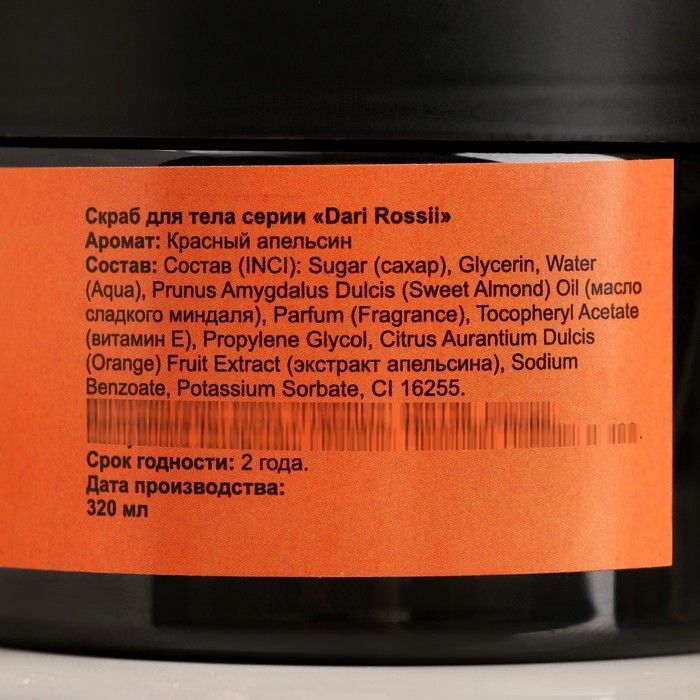 Скраб для тела серии «Dari Rossii»
Аромат: Красный апельсин
Состав: Состав (INCI): Sugar (сахар), Glycerin, Water
(Aqua), Prunus Amygdalus Dulcis (Sweet Almond) Oil (масло
сладкого миндаля), Parfum (Fragrance), Tocopheryl Acetate
(витамин Е), Propylene Glycol, Citrus Aurantium Dulcis
(Orange) Fruit Extract (экстракт апельсина), Sodium
Benzoate, Potassium Sorbate, CI 16255.
Срок годности: 2 года.
Дата производства:
320 мл